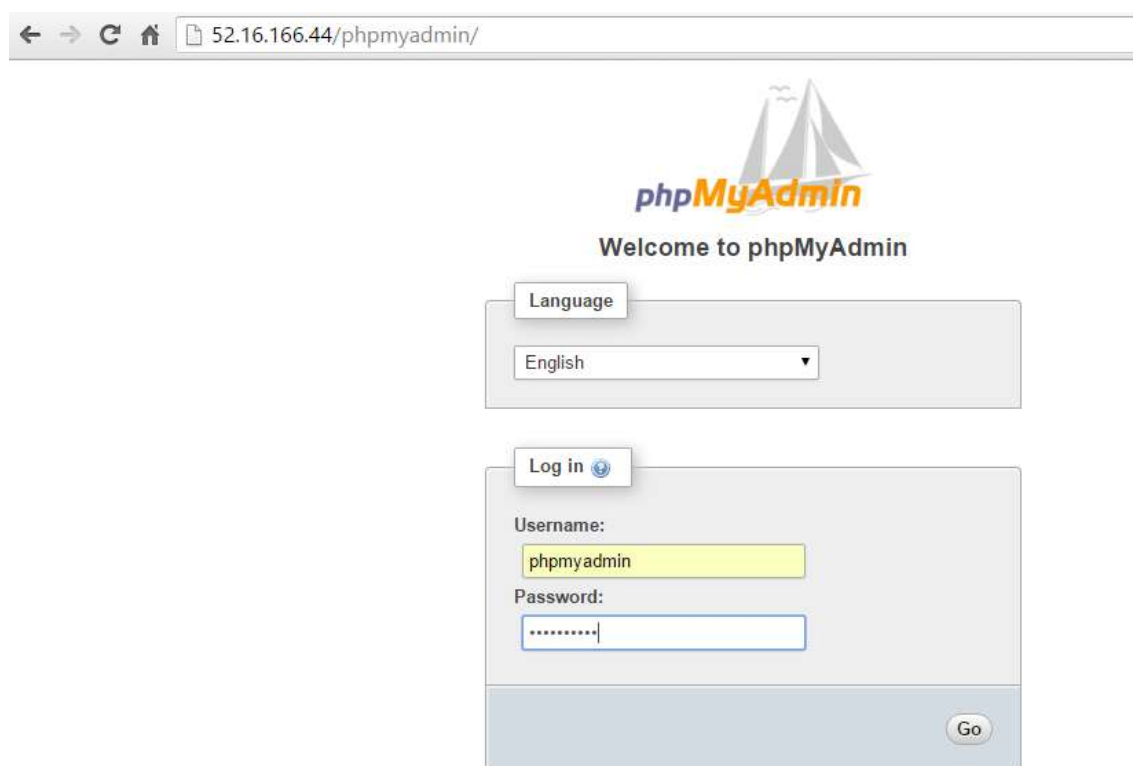 52.16.166.44/phpmyadmin/
phpMyAdmin
Welcome to phpMyAdmin
Language
English
Log in
Username:
phpmyadmin
Password:
••••••••••
Go